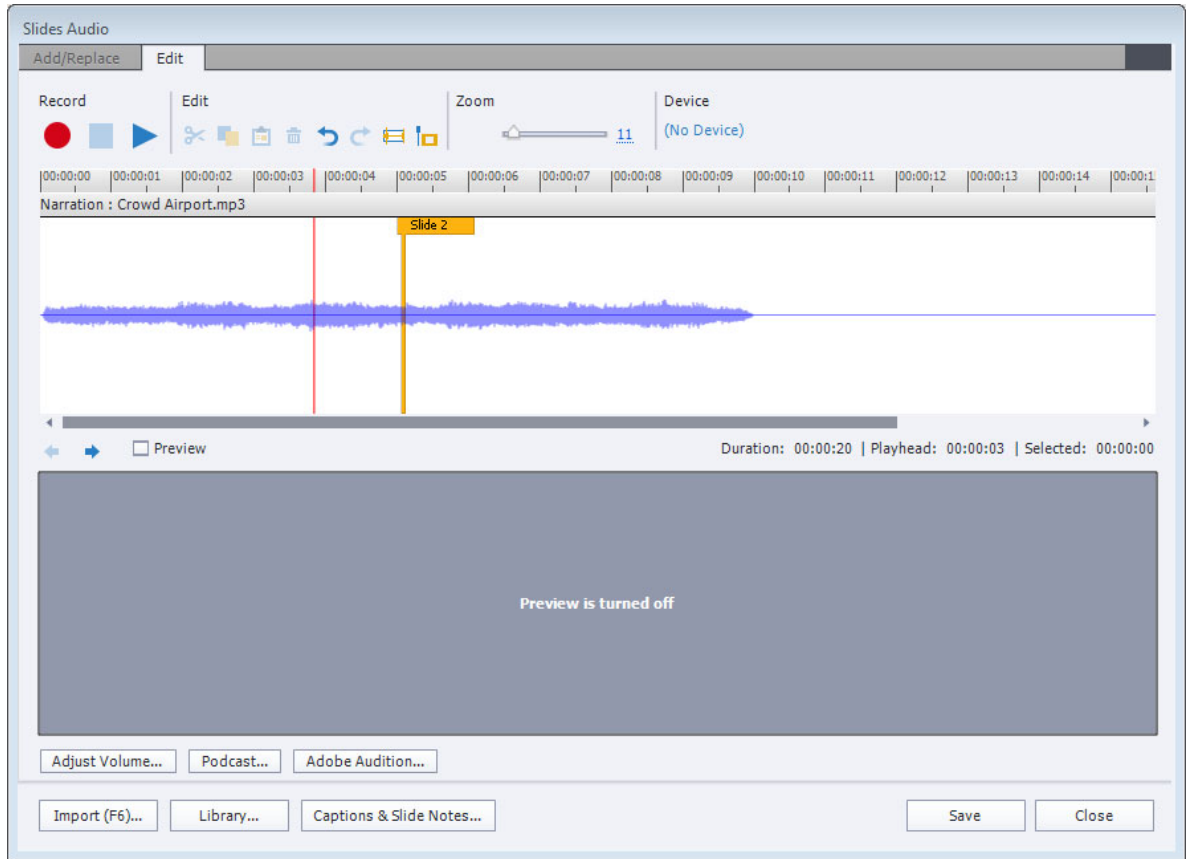 Slides Audio
Add/Replace Edit
Record Edit Zoom Device
11 (No Device)
00:00:00 00:00:01 00:00:02 00:00:03 00:00:04 00:00:05 00:00:06 00:00:07 00:00:08 00:00:09 00:00:10 00:00:11 00:00:12 00:00:13 00:00:14 00:00:1
Narration : Crowd Airport.mp3
Slide 2
Preview Duration: 00:00:20 | Playhead: 00:00:03 | Selected: 00:00:00
Preview is turned off
Adjust Volume... Podcast... Adobe Audition...
Import (F6)... Library... Captions & Slide Notes... Save Close